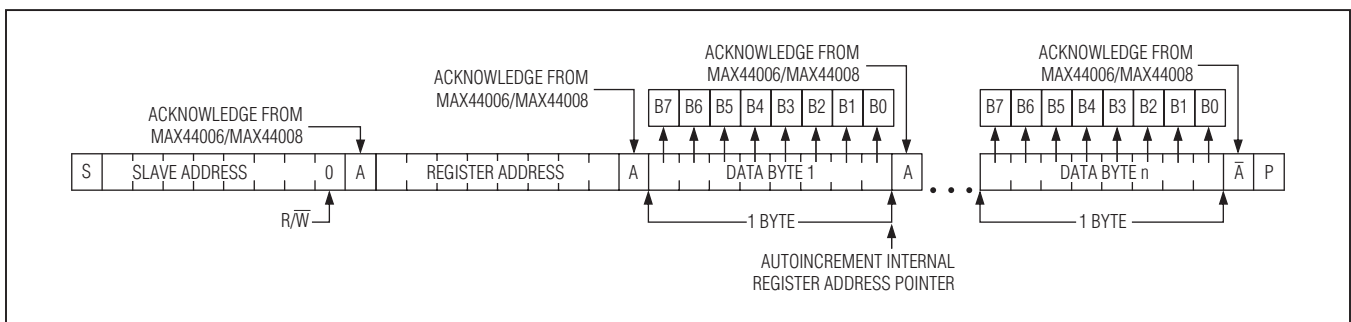 ACKNOWLEDGE FROM
MAX44006/MAX44008
ACKNOWLEDGE FROM
MAX44006/MAX44008
ACKNOWLEDGE FROM
MAX44006/MAX44008
ACKNOWLEDGE FROM
MAX44006/MAX44008
B7 B6 B5 B4 B3 B2 B1 B0
B7 B6 B5 B4 B3 B2 B1 B0
S SLAVE ADDRESS 0 A REGISTER ADDRESS A DATA BYTE 1 A • • • DATA BYTE n A̅ P
R/W̅
1 BYTE
1 BYTE
AUTOINCREMENT INTERNAL
REGISTER ADDRESS POINTER